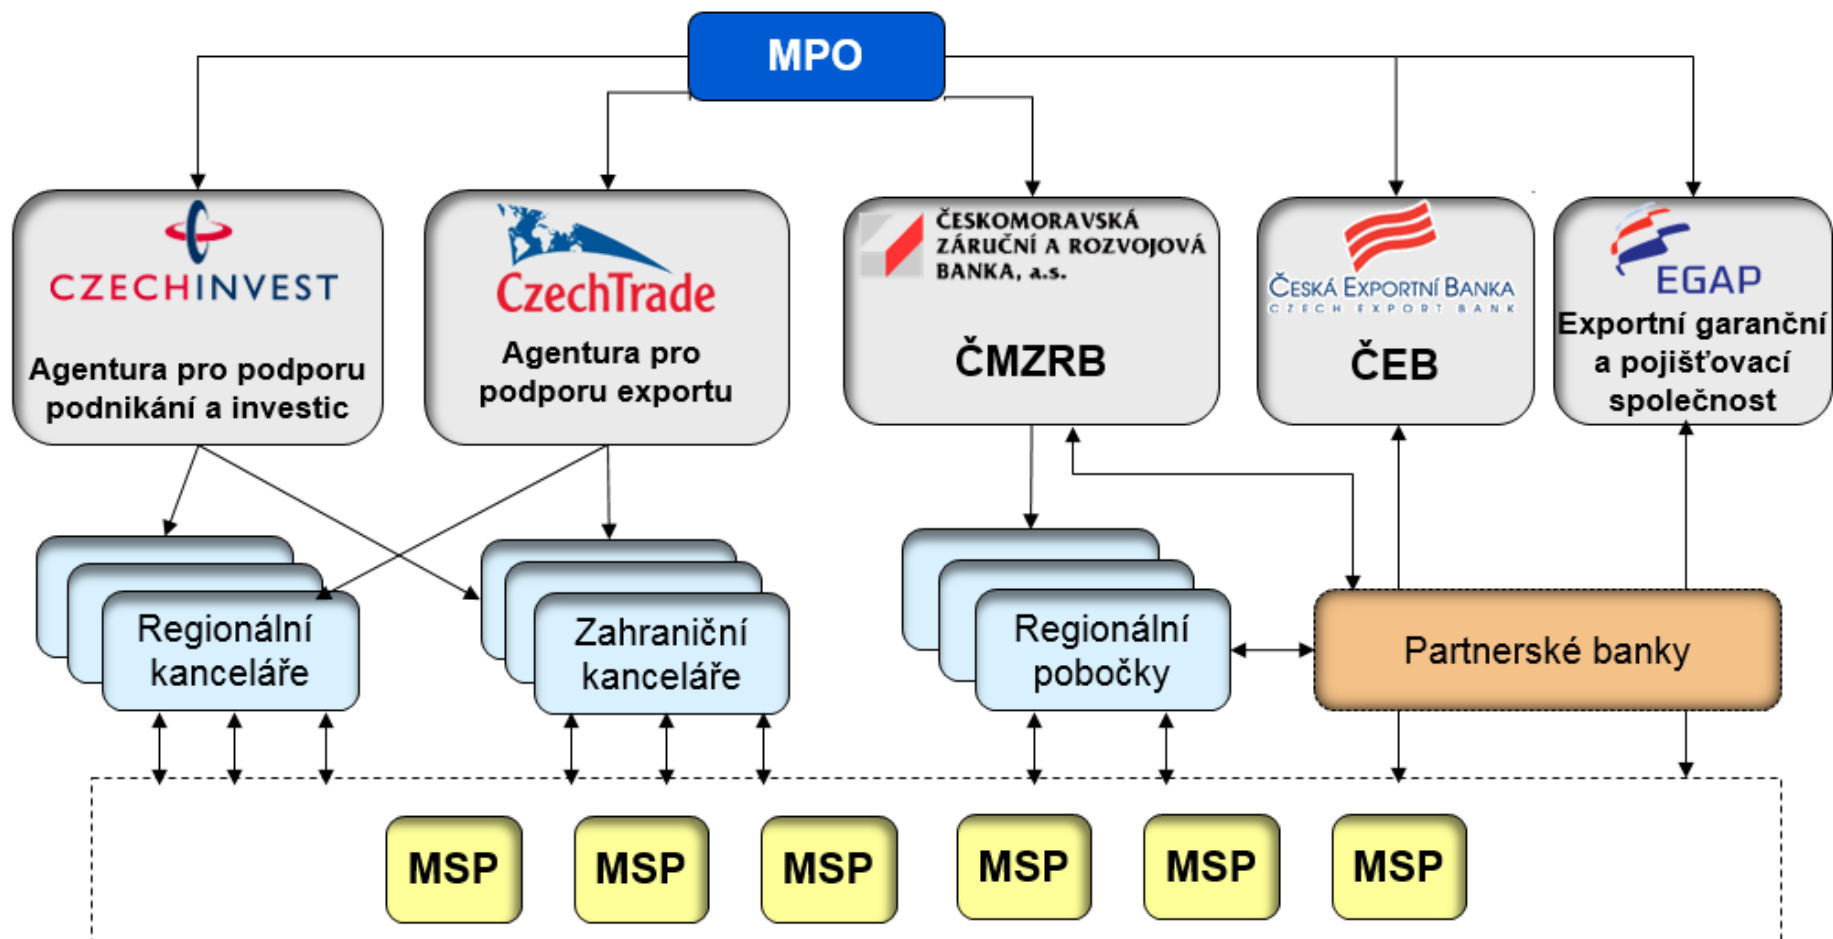 MPO
CZECHINVEST
Agentura pro podporu
podnikání a investic
CzechTrade
Agentura pro
podporu exportu
ČESKOMORAVSKÁ
ZÁRUČNÍ A ROZVOJOVÁ
BANKA, a.s.
ČMZRB
ČESKÁ EXPORTNÍ BANKA
CZECH EXPORT BANK
ČEB
EGAP
Exportní garanční
a pojišťovací
společnost
Regionální
kanceláře
Zahraniční
kanceláře
Regionální
pobočky
Partnerské banky
MSP
MSP
MSP
MSP
MSP
MSP